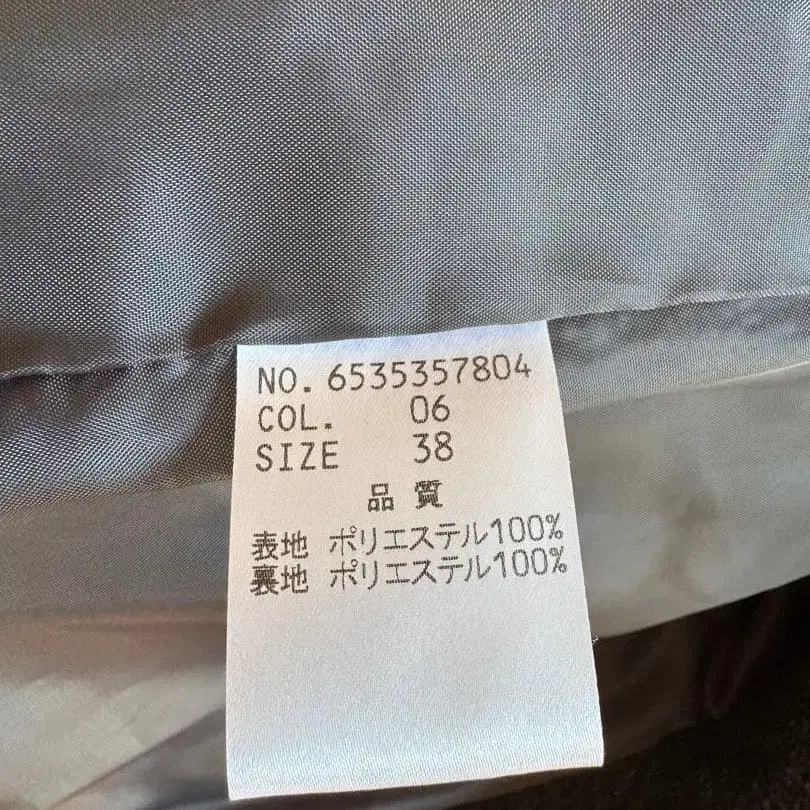 NO. 6535357804
COL. 06
SIZE 38
品質
表地 ポリエステル100%
裏地 ポリエステル100%